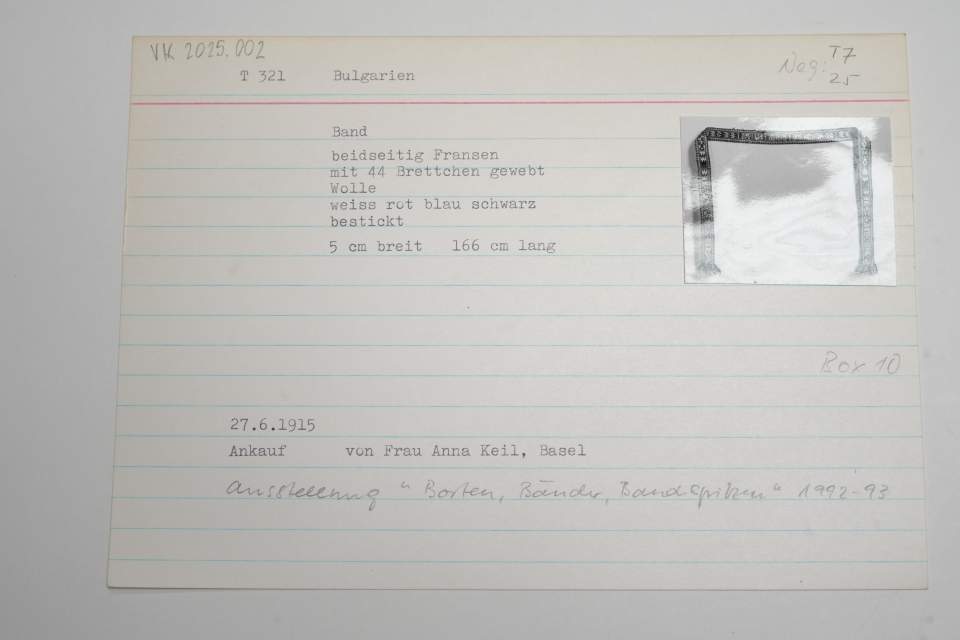 VK 2025.002
T 321 Bulgarien
Neg: T7
25
Band
beidseitig Fransen
mit 44 Brettchen gewebt
Wolle
weiss rot blau schwarz
bestickt
5 cm breit 166 cm lang
Box 10
27.6.1915
Ankauf von Frau Anna Keil, Basel
Ausstellung "Borten, Bänder, Bandspitzen" 1992-93